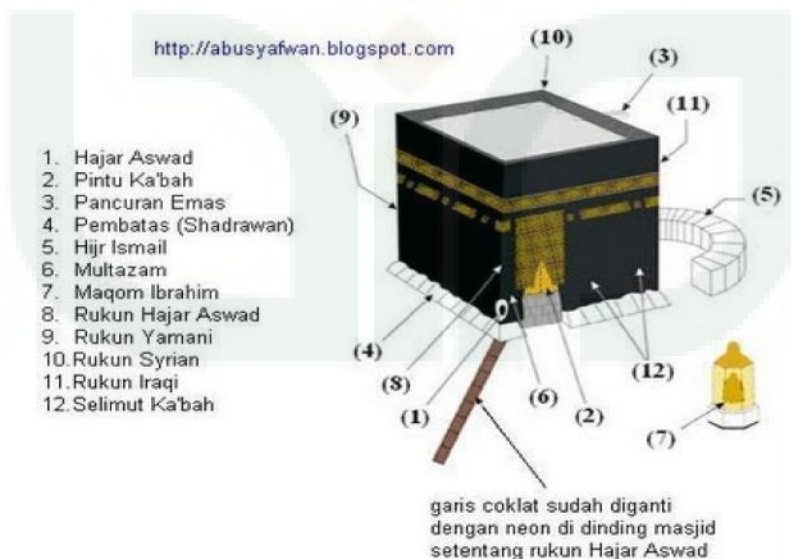 http://abusyafwan.blogspot.com
(10)
(3)
(9)
(11)
1. Hajar Aswad
2. Pintu Ka'bah
3. Pancuran Emas
4. Pembatas (Shadrawan)
5. Hijr Ismail
6. Multazam
7. Maqom Ibrahim
8. Rukun Hajar Aswad
9. Rukun Yamani
10. Rukun Syrian
11. Rukun Iraqi
12. Selimut Ka'bah
(5)
(4)
(8)
(1)
(6)
(2)
(12)
(7)
garis coklat sudah diganti
dengan neon di dinding masjid
setentang rukun Hajar Aswad